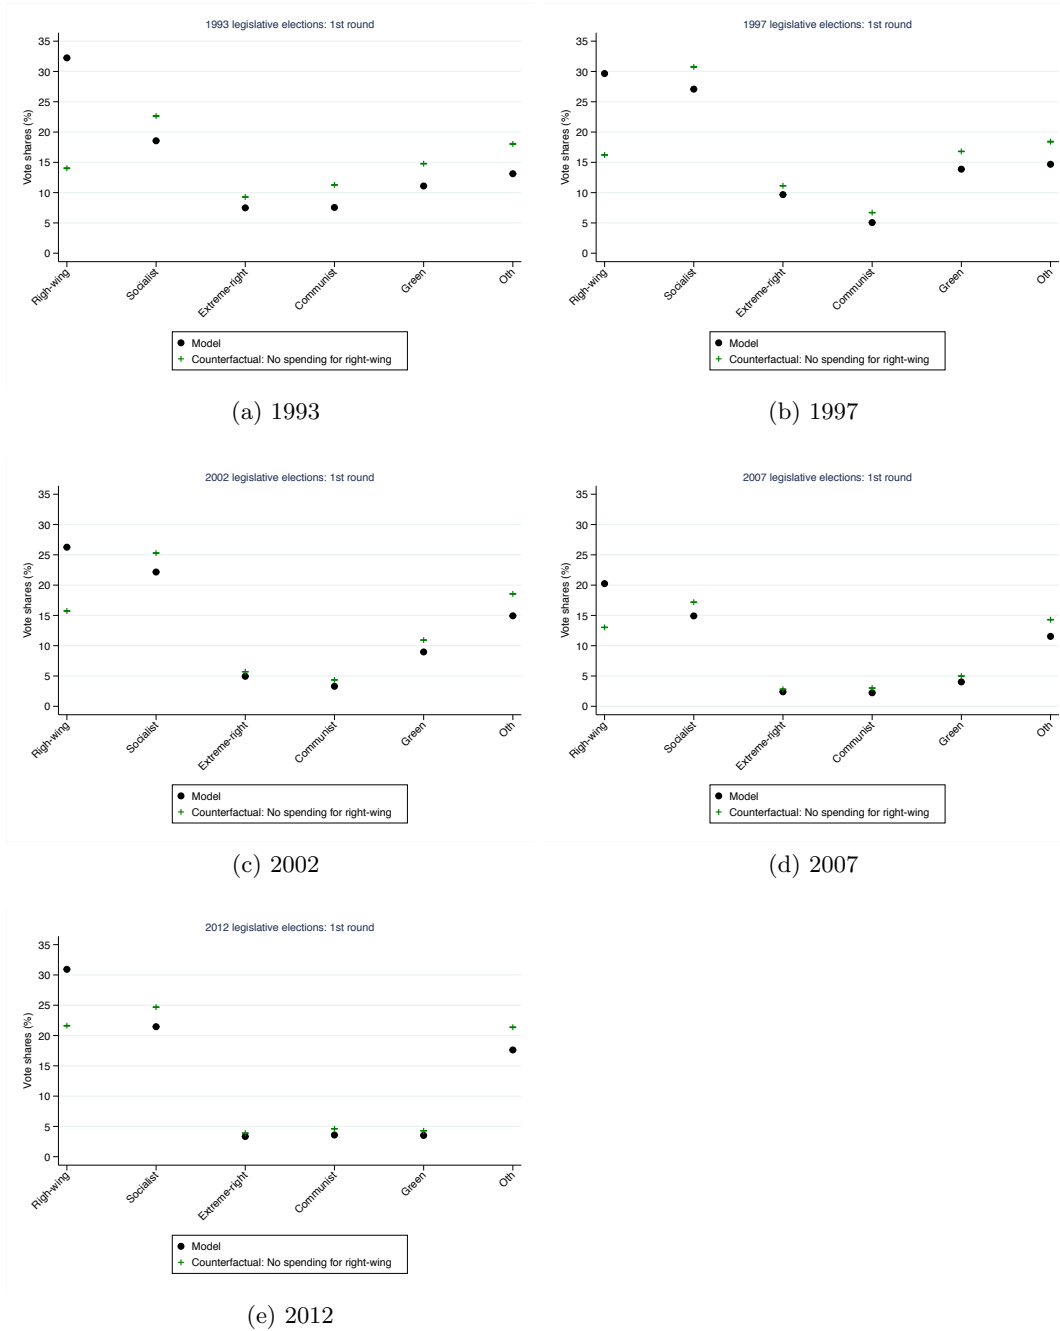 1993 legislative elections: 1st round
Vote shares (%)
35
30
25
20
15
10
5
0
Righ-wing
Socialist
Extreme-right
Communist
Green
Oth
Model
Counterfactual: No spending for right-wing
(a) 1993
1997 legislative elections: 1st round
Vote shares (%)
35
30
25
20
15
10
5
0
Righ-wing
Socialist
Extreme-right
Communist
Green
Oth
Model
Counterfactual: No spending for right-wing
(b) 1997
2002 legislative elections: 1st round
Vote shares (%)
35
30
25
20
15
10
5
0
Righ-wing
Socialist
Extreme-right
Communist
Green
Oth
Model
Counterfactual: No spending for right-wing
(c) 2002
2007 legislative elections: 1st round
Vote shares (%)
35
30
25
20
15
10
5
0
Righ-wing
Socialist
Extreme-right
Communist
Green
Oth
Model
Counterfactual: No spending for right-wing
(d) 2007
2012 legislative elections: 1st round
Vote shares (%)
35
30
25
20
15
10
5
0
Righ-wing
Socialist
Extreme-right
Communist
Green
Oth
Model
Counterfactual: No spending for right-wing
(e) 2012